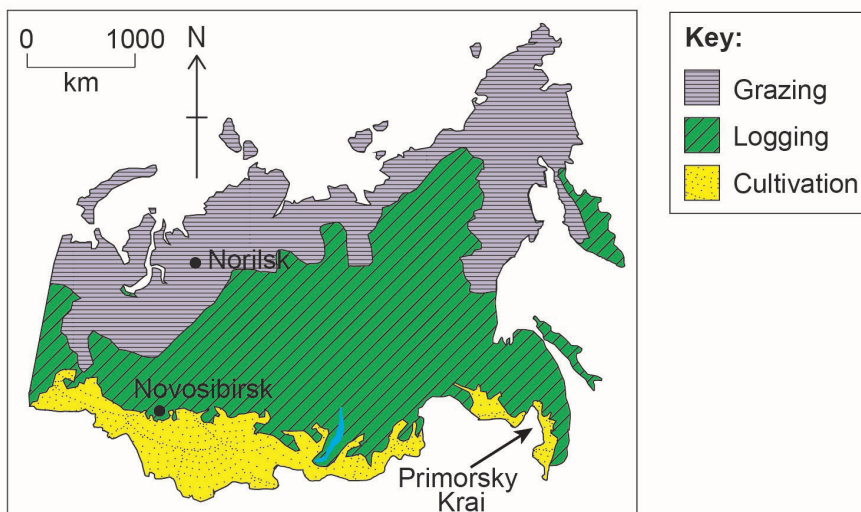 0 1000
km
N
Norilsk
Novosibirsk
Primorsky
Krai
Key:
Grazing
Logging
Cultivation